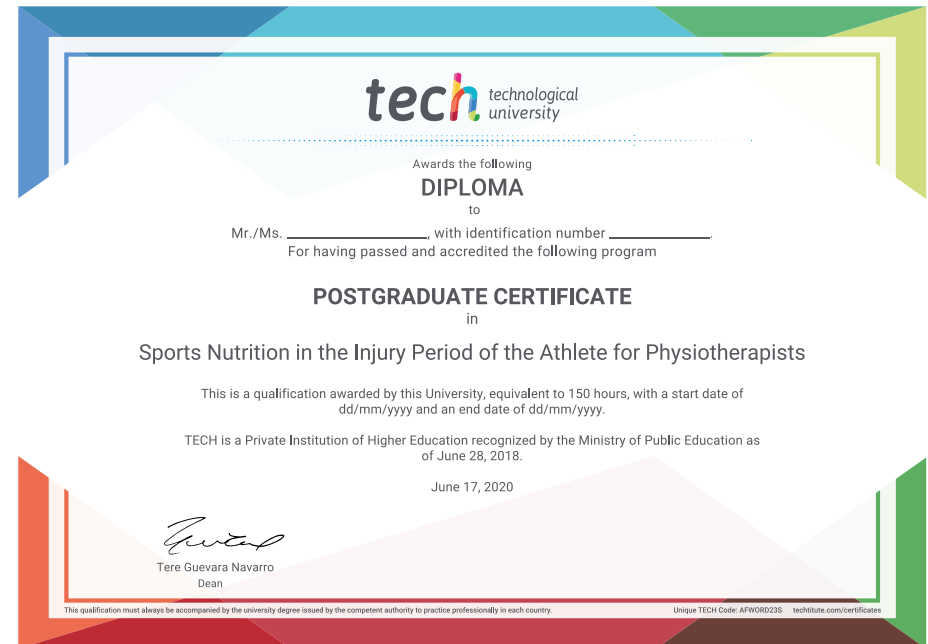 tech technological
university
Awards the following
DIPLOMA
to
Mr./Ms. ____________________, with identification number ______________.
For having passed and accredited the following program
POSTGRADUATE CERTIFICATE
in
Sports Nutrition in the Injury Period of the Athlete for Physiotherapists
This is a qualification awarded by this University, equivalent to 150 hours, with a start date of
dd/mm/yyyy and an end date of dd/mm/yyyy.
TECH is a Private Institution of Higher Education recognized by the Ministry of Public Education as
of June 28, 2018.
June 17, 2020
Tere Guevara Navarro
Dean
This qualification must always be accompanied by the university degree issued by the competent authority to practice professionally in each country.
Unique TECH Code: AFWORD23S techtitute.com/certificates